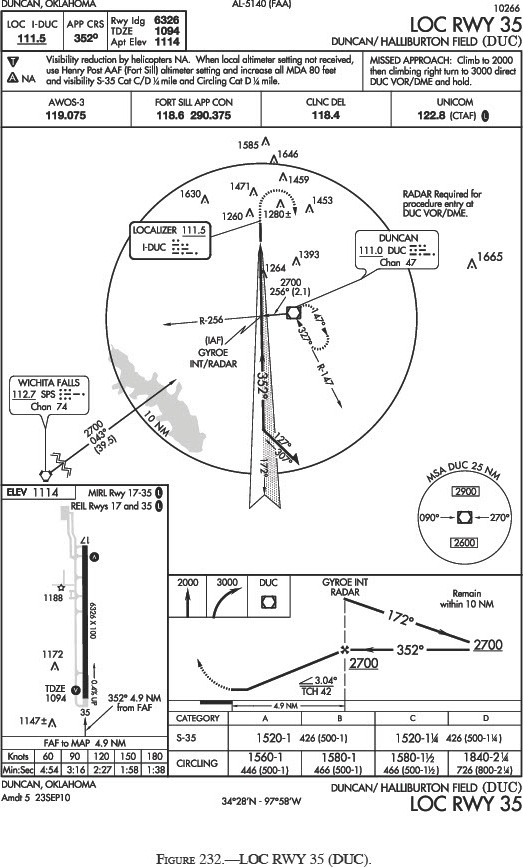 DUNCAN, OKLAHOMA
AL-5140 (FAA)
10266
LOC I-DUC 111.5
APP CRS 352°
Rwy ldg 6326
TDZE 1094
Apt Elev 1114
LOC RWY 35
DUNCAN/ HALLIBURTON FIELD (DUC)
T
A NA
Visibility reduction by helicopters NA. When local altimeter setting not received,
use Henry Post AAF (Fort Sill) altimeter setting and increase all MDA 80 feet
and visibility S-35 Cat C/D ¼ mile and Circling Cat D ¼ mile.
MISSED APPROACH: Climb to 2000
then climbing right turn to 3000 direct
DUC VOR/DME and hold.
AWOS-3
119.075
FORT SILL APP CON
118.6 290.375
CLNC DEL
118.4
UNICOM
122.8 (CTAF) L
1585
1646
1459
1471
1630
1453
1260
1280±
RADAR Required for
procedure entry at
DUC VOR/DME.
LOCALIZER 111.5
I-DUC
DUNCAN
111.0 DUC
Chan 47
1393
1264
1665
2700
256° (2.1)
R-256
147°
327°
(IAF)
GYROE
INT/RADAR
R-147
352°
WICHITA FALLS
112.7 SPS
Chan 74
2700
043°
(39.5)
10 NM
127°
307°
172°
MSA DUC 25 NM
2900
090°
270°
2600
ELEV 1114
MIRL Rwy 17-35 L
REIL Rwys 17 and 35 L
17
V
1188
6326 X 100
1172
0.4% UP
TDZE
1094
V
35
1147±
352° 4.9 NM
from FAF
2000
3000
DUC
GYROE INT
RADAR
Remain
within 10 NM
172°
352°
2700
2700
3.04°
TCH 42
4.9 NM
CATEGORY A B C D
S-35 1520-1 426 (500-1) 1520-1¼ 426 (500-1¼)
CIRCLING 1560-1 446 (500-1) 1580-1 466 (500-1) 1580-1½ 466 (500-1½) 1840-2¼ 726 (800-2¼)
FAF to MAP 4.9 NM
Knots 60 90 120 150 180
Min:Sec 4:54 3:16 2:27 1:58 1:38
DUNCAN, OKLAHOMA
Amdt 5 23SEP10
34°28'N - 97°58'W
DUNCAN/ HALLIBURTON FIELD (DUC)
LOC RWY 35
FIGURE 232.—LOC RWY 35 (DUC).